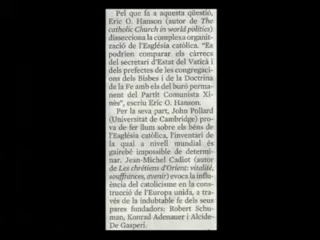 Pel que fa a aquesta qüestió,
Eric O. Hanson (autor de The
catholic Church in world politics)
dissecciona la complexa organit-
zació de l'Església catòlica. "Es
podrien comparar els càrrecs
del secretari d'Estat del Vaticà i
dels prefectes de les congregaci-
ons dels Bisbes i de la Doctrina
de la Fe amb els del buró perma-
nent del Partit Comunista Xi-
nès", escriu Eric O. Hanson.
Per la seva part, John Pollard
(Universitat de Cambridge) pro-
va de fer llum sobre els béns de
l'Església catòlica, l'inventari de
la qual a nivell mundial és
gairebé impossible de determi-
nar. Jean-Michel Cadiot (autor
de Les chrétiens d'Orient: vitalité,
souffrances, avenir) evoca la in-
fluència del catolicisme en la cons-
trucció de l'Europa unida, a tra-
vés de la indubtable fe dels seus
pares fundadors: Robert Schu-
man, Konrad Adenauer i Alcide-
De Gasperi.